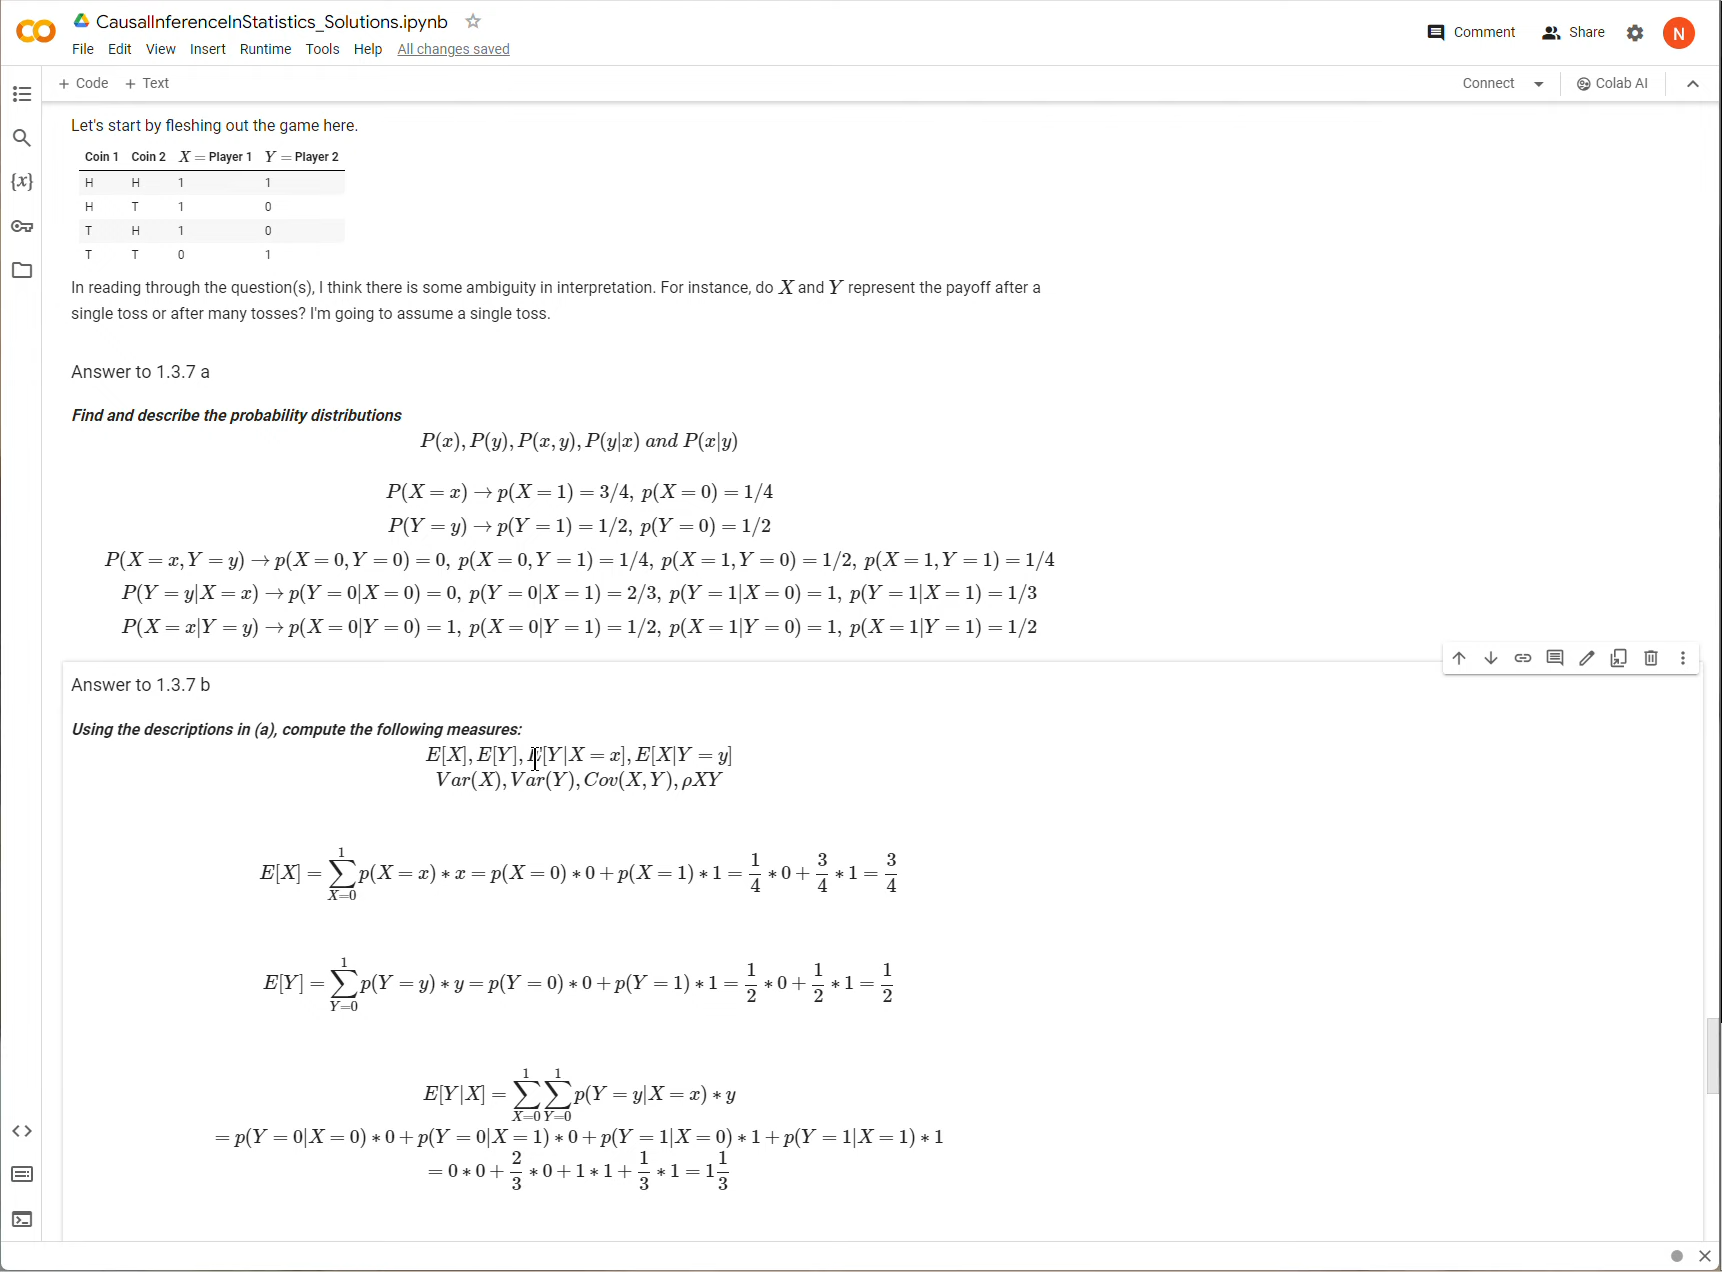 CausalInferenceInStatistics_Solutions.ipynb
File Edit View Insert Runtime Tools Help All changes saved
Comment Share N
+ Code + Text
Connect Colab AI
Let's start by fleshing out the game here.
Coin 1 Coin 2 X = Player 1 Y = Player 2
H H 1 1
H T 1 0
T H 1 0
T T 0 1
In reading through the question(s), I think there is some ambiguity in interpretation. For instance, do X and Y represent the payoff after a
single toss or after many tosses? I'm going to assume a single toss.
Answer to 1.3.7 a
Find and describe the probability distributions
P(x), P(y), P(x, y), P(y|x) and P(x|y)
P(X = x) → p(X = 1) = 3/4, p(X = 0) = 1/4
P(Y = y) → p(Y = 1) = 1/2, p(Y = 0) = 1/2
P(X = x, Y = y) → p(X = 0, Y = 0) = 0, p(X = 0, Y = 1) = 1/4, p(X = 1, Y = 0) = 1/2, p(X = 1, Y = 1) = 1/4
P(Y = y|X = x) → p(Y = 0|X = 0) = 0, p(Y = 0|X = 1) = 2/3, p(Y = 1|X = 0) = 1, p(Y = 1|X = 1) = 1/3
P(X = x|Y = y) → p(X = 0|Y = 0) = 1, p(X = 0|Y = 1) = 1/2, p(X = 1|Y = 0) = 1, p(X = 1|Y = 1) = 1/2
Answer to 1.3.7 b
Using the descriptions in (a), compute the following measures:
E[X], E[Y], E[Y|X = x], E[X|Y = y]
Var(X), Var(Y), Cov(X, Y), ρXY
E[X] = ∑_{X=0}^{1} p(X = x) * x = p(X = 0) * 0 + p(X = 1) * 1 = 1/4 * 0 + 3/4 * 1 = 3/4
E[Y] = ∑_{Y=0}^{1} p(Y = y) * y = p(Y = 0) * 0 + p(Y = 1) * 1 = 1/2 * 0 + 1/2 * 1 = 1/2
E[Y|X] = ∑_{X=0}^{1} ∑_{Y=0}^{1} p(Y = y|X = x) * y
= p(Y = 0|X = 0) * 0 + p(Y = 0|X = 1) * 0 + p(Y = 1|X = 0) * 1 + p(Y = 1|X = 1) * 1
= 0 * 0 + 2/3 * 0 + 1 * 1 + 1/3 * 1 = 1 1/3